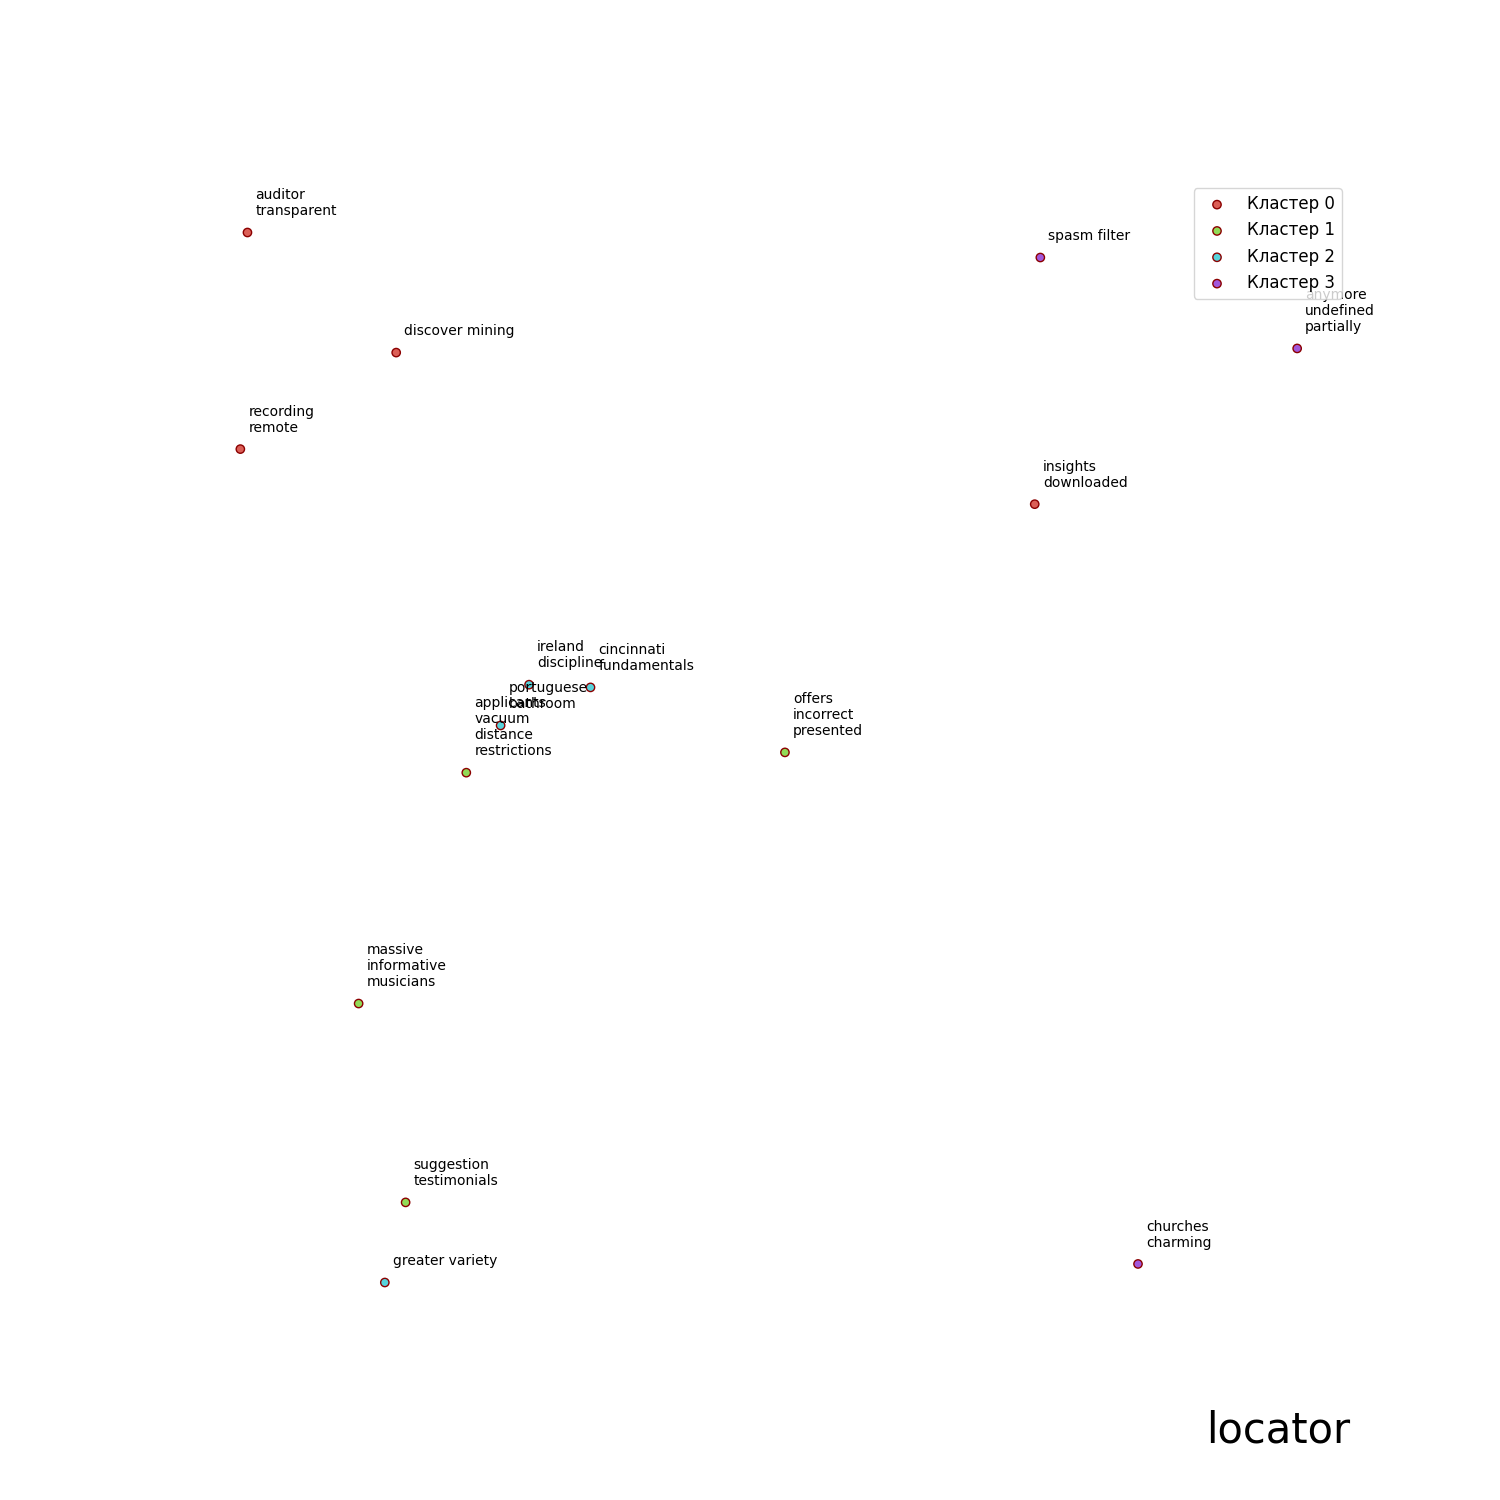 auditor
transparent
spasm filter
Кластер 0
Кластер 1
Кластер 2
Кластер 3
anymore
undefined
partially
discover mining
recording
remote
insights
downloaded
ireland
discipline
cincinnati
fundamentals
portuguese
bathroom
applicants
vacuum
distance
restrictions
offers
incorrect
presented
massive
informative
musicians
suggestion
testimonials
greater variety
churches
charming
locator